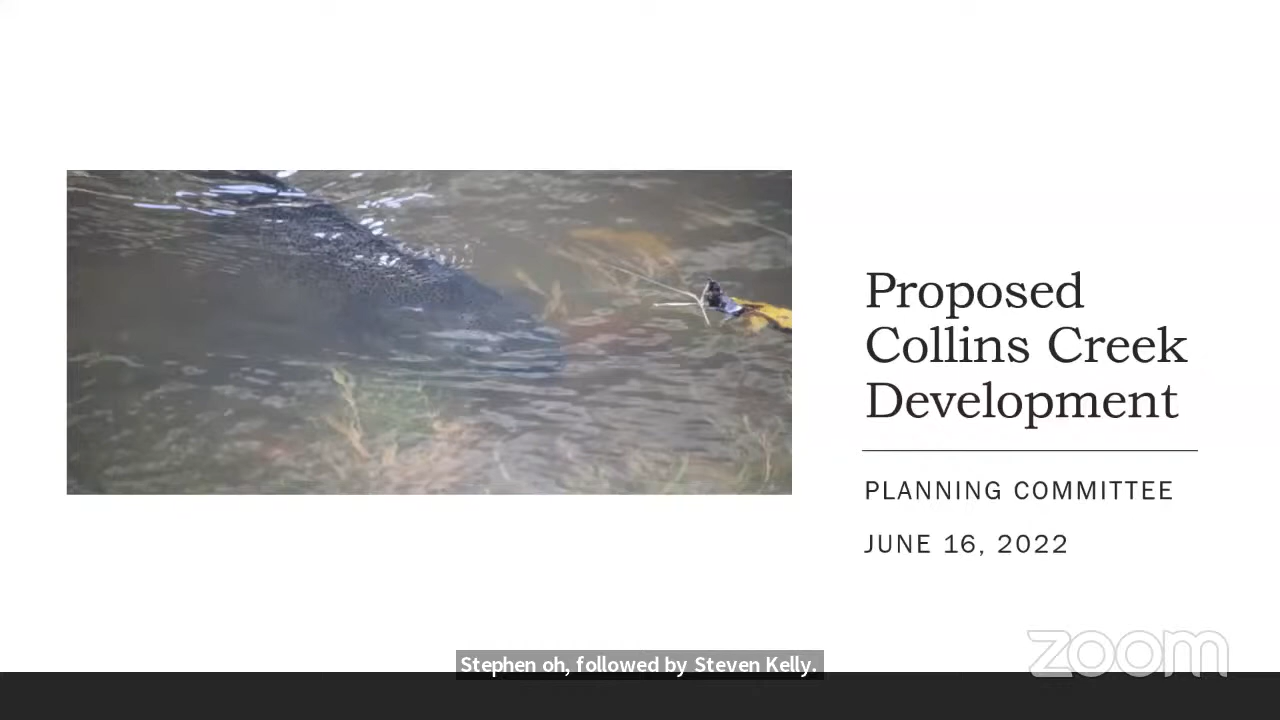 Proposed
Collins Creek
Development
PLANNING COMMITTEE
JUNE 16, 2022
Stephen oh, followed by Steven Kelly.
zoom